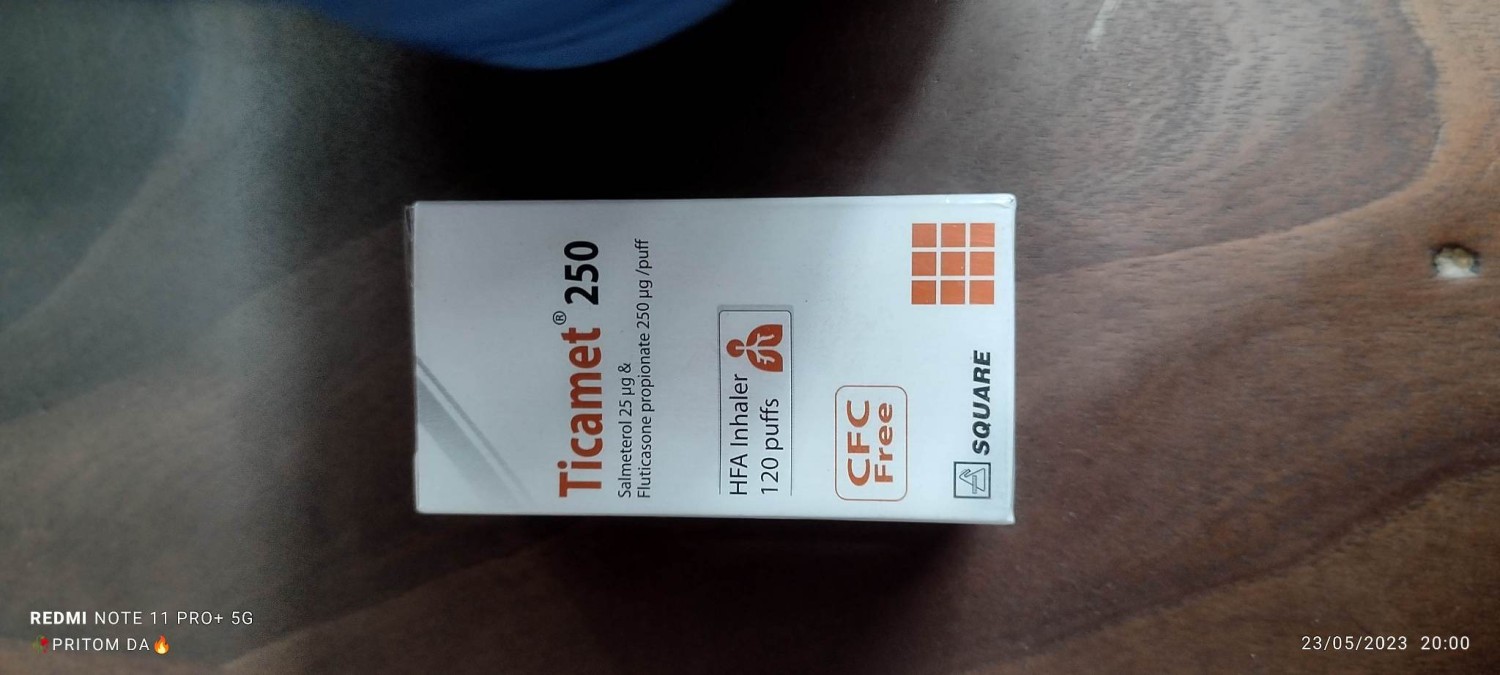 Ticamet® 250
Salmeterol 25 µg &
Fluticasone propionate 250 µg /puff
HFA Inhaler
120 puffs
CFC
Free
SQUARE
REDMI NOTE 11 PRO+ 5G
🥀PRITOM DA🔥
23/05/2023 20:00